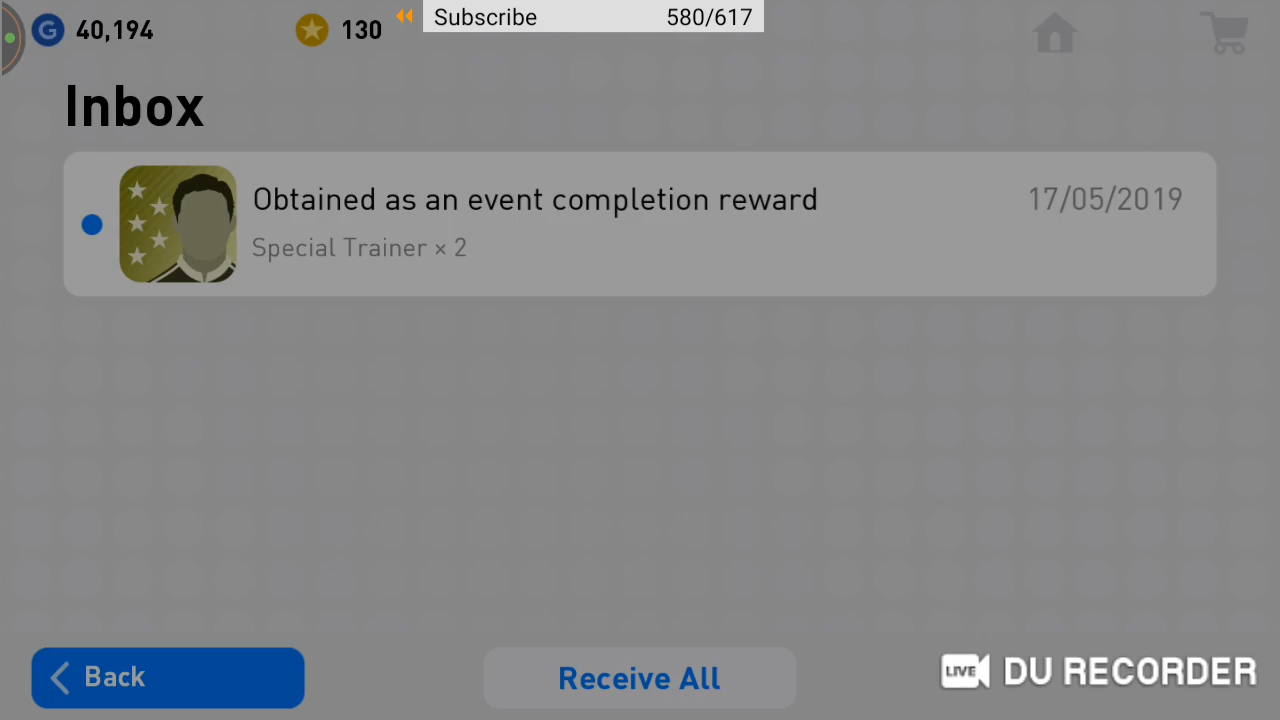 G 40,194 130 Subscribe 580/617
Inbox
Obtained as an event completion reward 17/05/2019
Special Trainer × 2
Back Receive All LIVE DU RECORDER